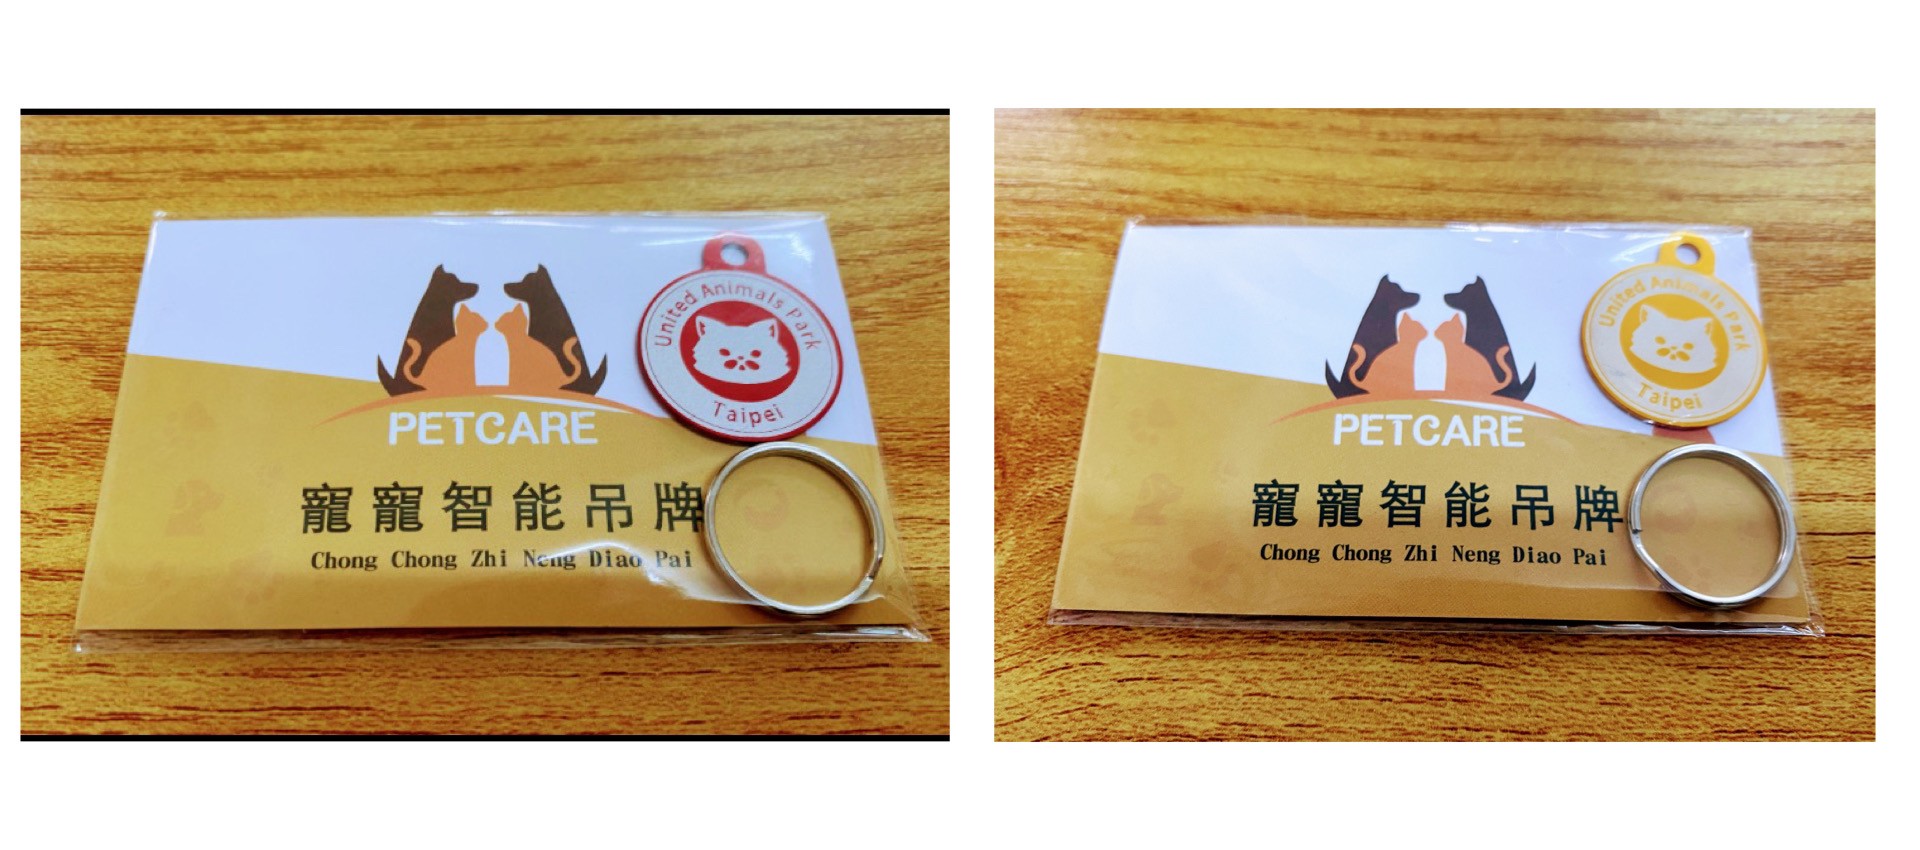 United Animals Park
Taipei
PETCARE
寵寵智能吊牌
Chong Chong Zhi Neng Diao Pai
United Animals Park
Taipei
PETCARE
寵寵智能吊牌
Chong Chong Zhi Neng Diao Pai